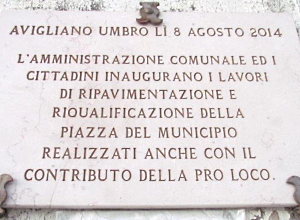 AVIGLIANO UMBRO LI 8 AGOSTO 2014
L'AMMINISTRAZIONE COMUNALE ED I
CITTADINI INAUGURANO I LAVORI
DI RIPAVIMENTAZIONE E
RIOUALIFICAZIONE DELLA
PIAZZA DEL MUNICIPIO
REALIZZATI ANCHE CON IL
CONTRIBUTO DELLA PRO LOCO.